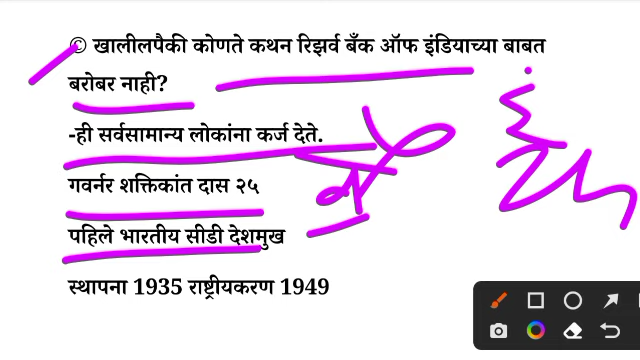 © खालीलपैकी कोणते कथन रिझर्व बँक ऑफ इंडियाच्या बाबत
बरोबर नाही?
-ही सर्वसामान्य लोकांना कर्ज देते.
गवर्नर शक्तिकांत दास २५
पहिले भारतीय सीडी देशमुख
स्थापना 1935 राष्ट्रीयकरण 1949